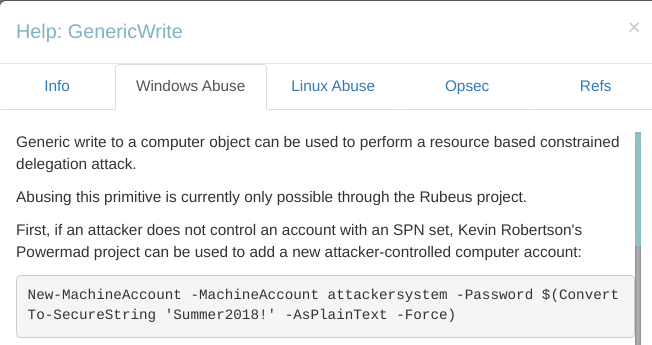 Help: GenericWrite ×
Info Windows Abuse Linux Abuse Opsec Refs
Generic write to a computer object can be used to perform a resource based constrained
delegation attack.
Abusing this primitive is currently only possible through the Rubeus project.
First, if an attacker does not control an account with an SPN set, Kevin Robertson's
Powermad project can be used to add a new attacker-controlled computer account:
New-MachineAccount -MachineAccount attackersystem -Password $(Convert
To-SecureString 'Summer2018!' -AsPlainText -Force)